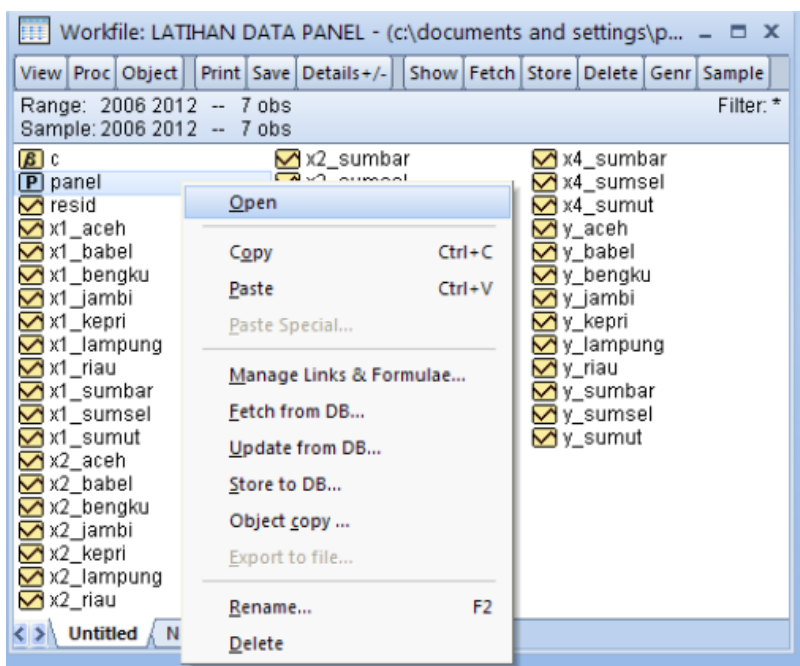 Workfile: LATIHAN DATA PANEL - (c:\documents and settings\p...
View Proc Object Print Save Details+/- Show Fetch Store Delete Genr Sample
Range: 2006 2012 -- 7 obs Filter: *
Sample: 2006 2012 -- 7 obs
β c
P panel
resid
x1_aceh
x1_babel
x1_bengku
x1_jambi
x1_kepri
x1_lampung
x1_riau
x1_sumbar
x1_sumsel
x1_sumut
x2_aceh
x2_babel
x2_bengku
x2_jambi
x2_kepri
x2_lampung
x2_riau
x2_sumbar
Open
Copy Ctrl+C
Paste Ctrl+V
Paste Special...
Manage Links & Formulae...
Fetch from DB...
Update from DB...
Store to DB...
Object copy ...
Export to file...
Rename... F2
Delete
x4_sumbar
x4_sumsel
x4_sumut
y_aceh
y_babel
y_bengku
y_jambi
y_kepri
y_lampung
y_riau
y_sumbar
y_sumsel
y_sumut
Untitled N